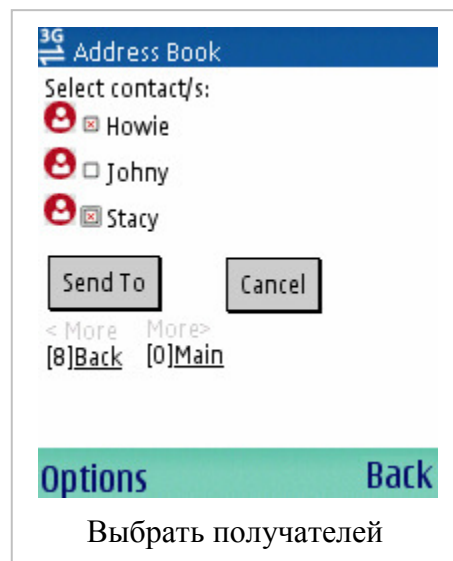 3G
Address Book
Select contact/s:
Howie
Johny
Stacy
Send To Cancel
< More More>
[8]Back [0]Main
Options Back
Выбрать получателей